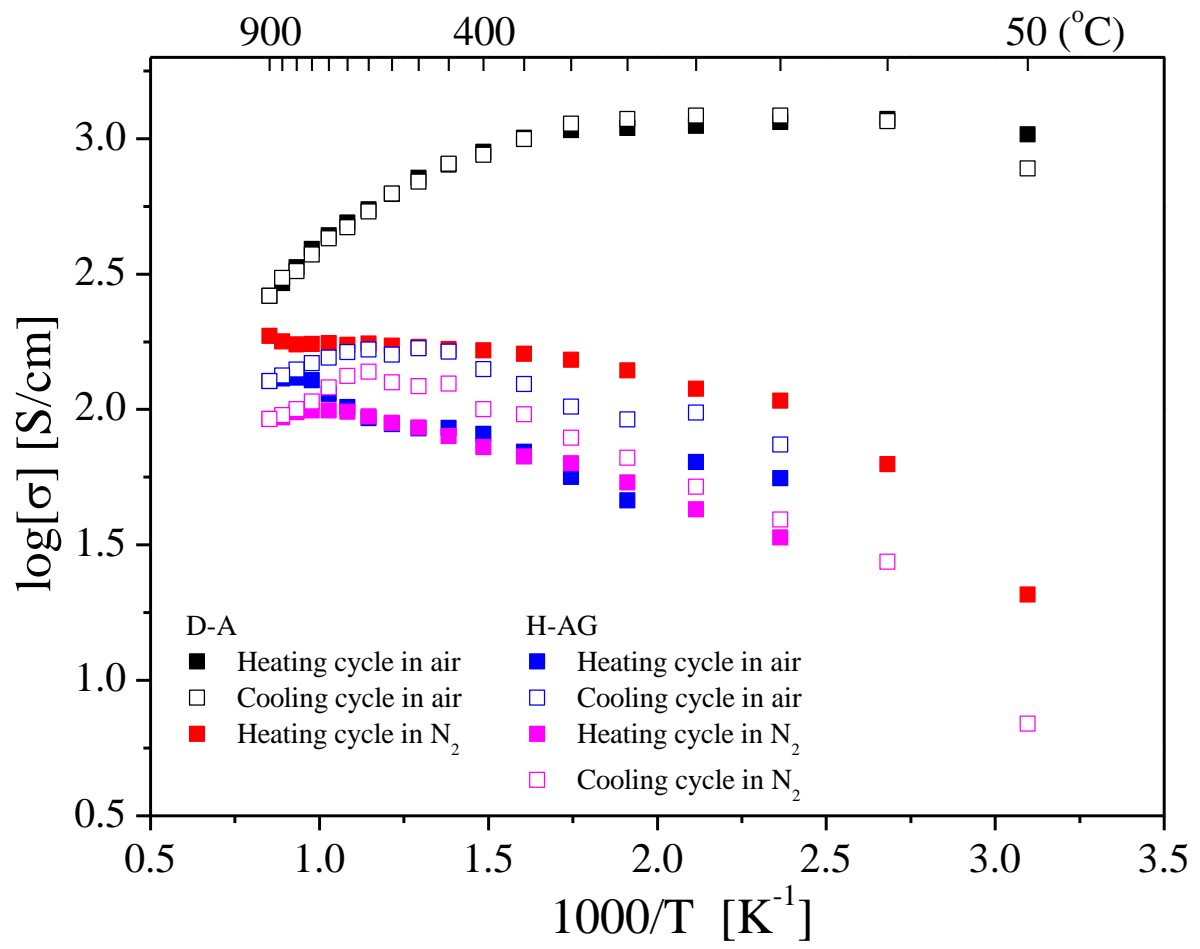 900 400 50 (°C)
3.0
2.5
2.0
1.5
1.0
0.5
log[σ] [S/cm]
D-A
Heating cycle in air
Cooling cycle in air
Heating cycle in N₂
H-AG
Heating cycle in air
Cooling cycle in air
Heating cycle in N₂
Cooling cycle in N₂
0.5 1.0 1.5 2.0 2.5 3.0 3.5
1000/T [K⁻¹]